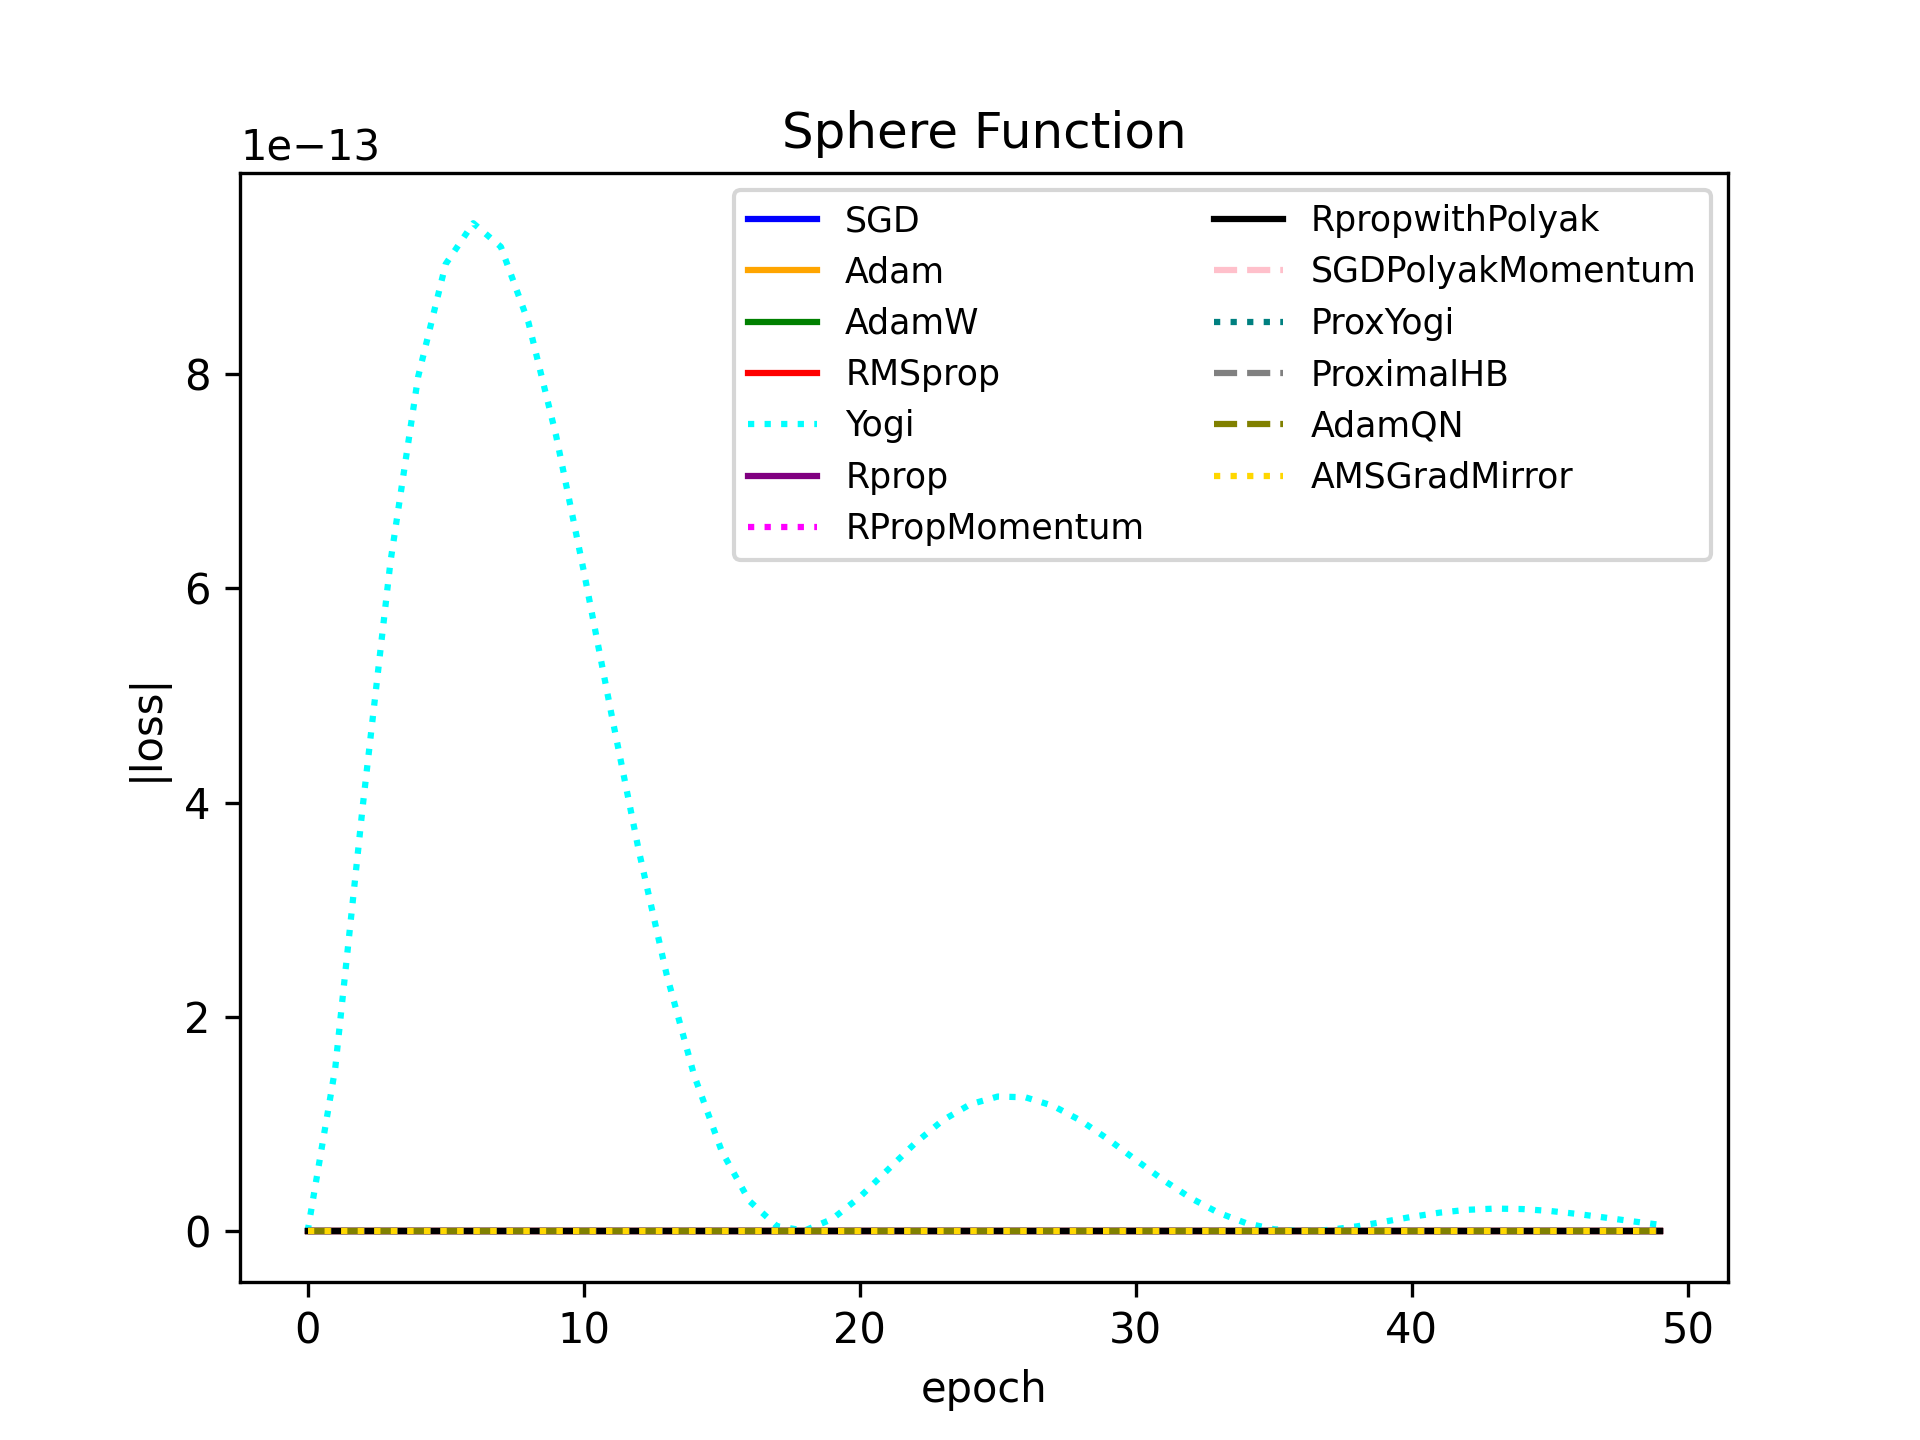 Sphere Function
1e−13
SGD
Adam
AdamW
RMSprop
Yogi
Rprop
RPropMomentum
RpropwithPolyak
SGDPolyakMomentum
ProxYogi
ProximalHB
AdamQN
AMSGradMirror
|loss|
8
6
4
2
0
0 10 20 30 40 50
epoch